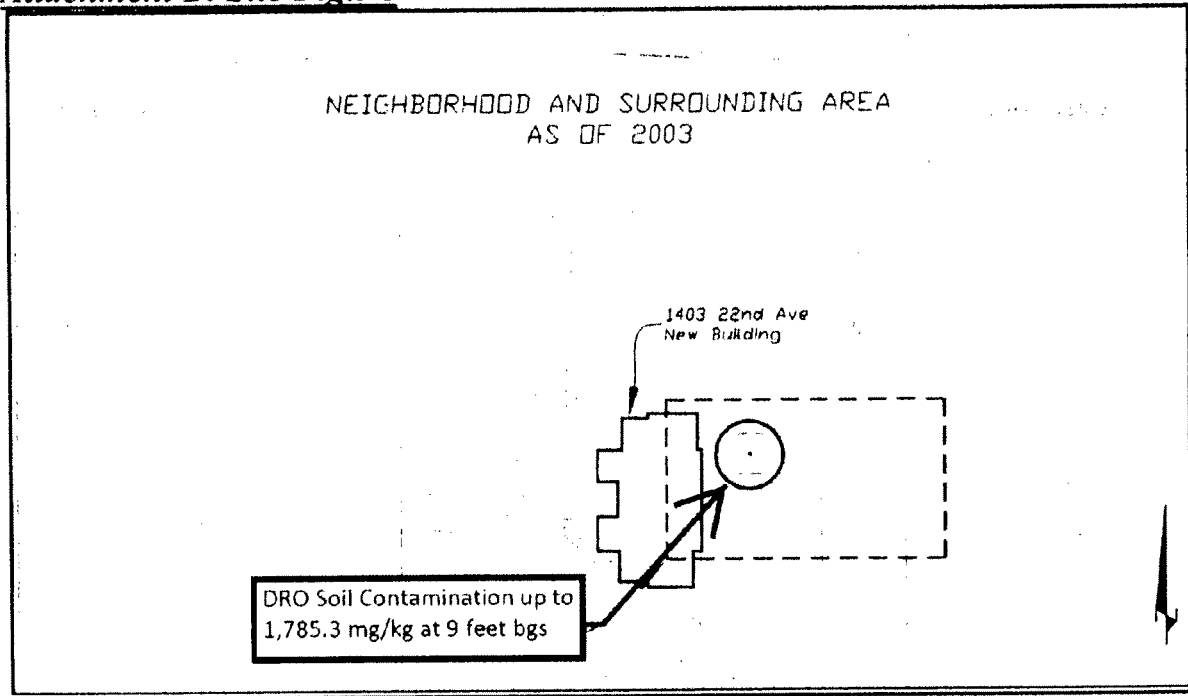 NEIGHBORHOOD AND SURROUNDING AREA
AS OF 2003
1403 22nd Ave
New Building
DRO Soil Contamination up to
1,785.3 mg/kg at 9 feet bgs